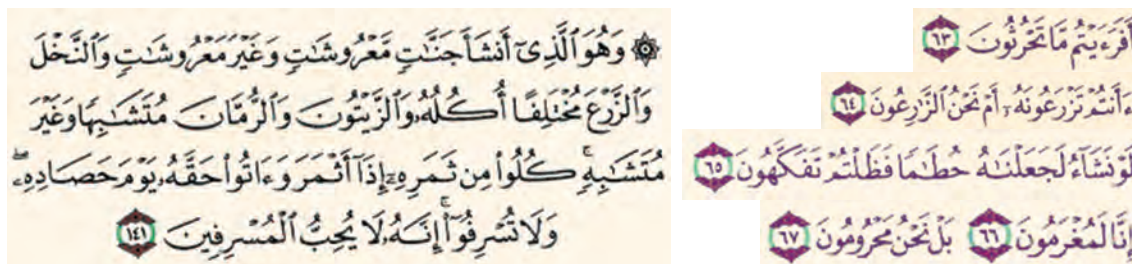 ۞ وَهُوَ ٱلَّذِىٓ أَنشَأَ جَنَّٰتٍ مَّعْرُوشَٰتٍ وَغَيْرَ مَعْرُوشَٰتٍ وَٱلنَّخْلَ
وَٱلزَّرْعَ مُخْتَلِفًا أُكُلُهُۥ وَٱلزَّيْتُونَ وَٱلرُّمَّانَ مُتَشَٰبِهًا وَغَيْرَ
مُتَشَٰبِهٍۚ كُلُوا۟ مِن ثَمَرِهِۦٓ إِذَآ أَثْمَرَ وَءَاتُوا۟ حَقَّهُۥ يَوْمَ حَصَادِهِۦۖ
وَلَا تُسْرِفُوٓا۟ۚ إِنَّهُۥ لَا يُحِبُّ ٱلْمُسْرِفِينَ ١٤١
أَفَرَءَيْتُم مَّا تَحْرُثُونَ ٦٣
ءَأَنتُمْ تَزْرَعُونَهُۥٓ أَمْ نَحْنُ ٱلزَّٰرِعُونَ ٦٤
لَوْ نَشَآءُ لَجَعَلْنَٰهُ حُطَٰمًا فَظَلْتُمْ تَفَكَّهُونَ ٦٥
إِنَّا لَمُغْرَمُونَ ٦٦ بَلْ نَحْنُ مَحْرُومُونَ ٦٧